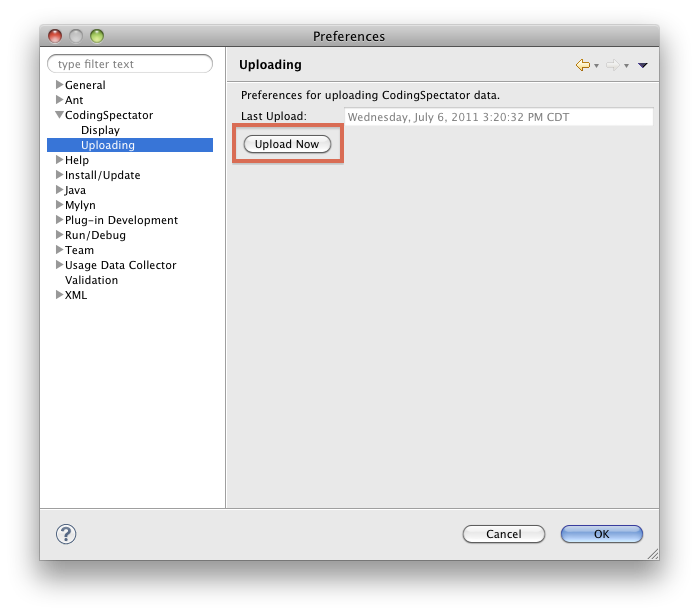 Preferences
type filter text
General
Ant
CodingSpectator
Display
Uploading
Help
Install/Update
Java
Mylyn
Plug-in Development
Run/Debug
Team
Usage Data Collector
Validation
XML
Uploading
Preferences for uploading CodingSpectator data.
Last Upload: Wednesday, July 6, 2011 3:20:32 PM CDT
Upload Now
?
Cancel OK